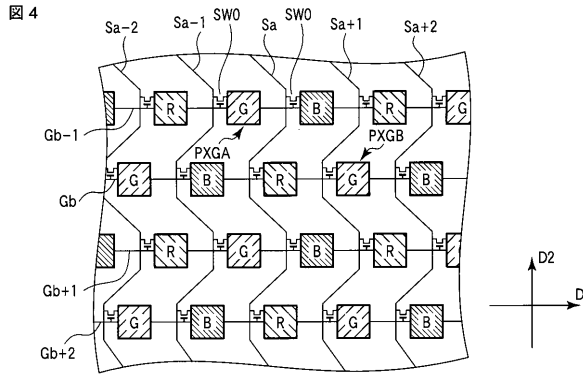 図4
Sa-2 Sa-1 SW0 Sa SW0 Sa+1 Sa+2
R G B R G
Gb-1
PXGA PXGB
G B R G B
Gb
R G B R
Gb+1
D2
D
G B R G B
Gb+2